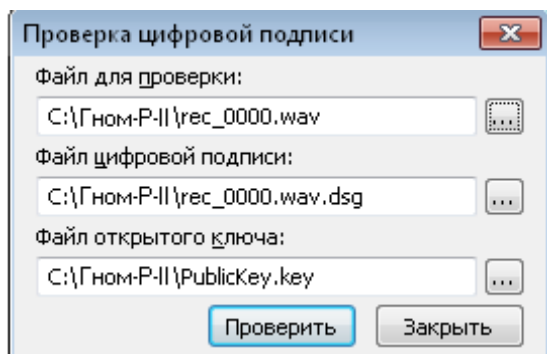 Проверка цифровой подписи
Файл для проверки:
C:\Гном-Р-II\rec_0000.wav
...
Файл цифровой подписи:
C:\Гном-Р-II\rec_0000.wav.dsg
...
Файл открытого ключа:
C:\Гном-Р-II\PublicKey.key
...
Проверить Закрыть